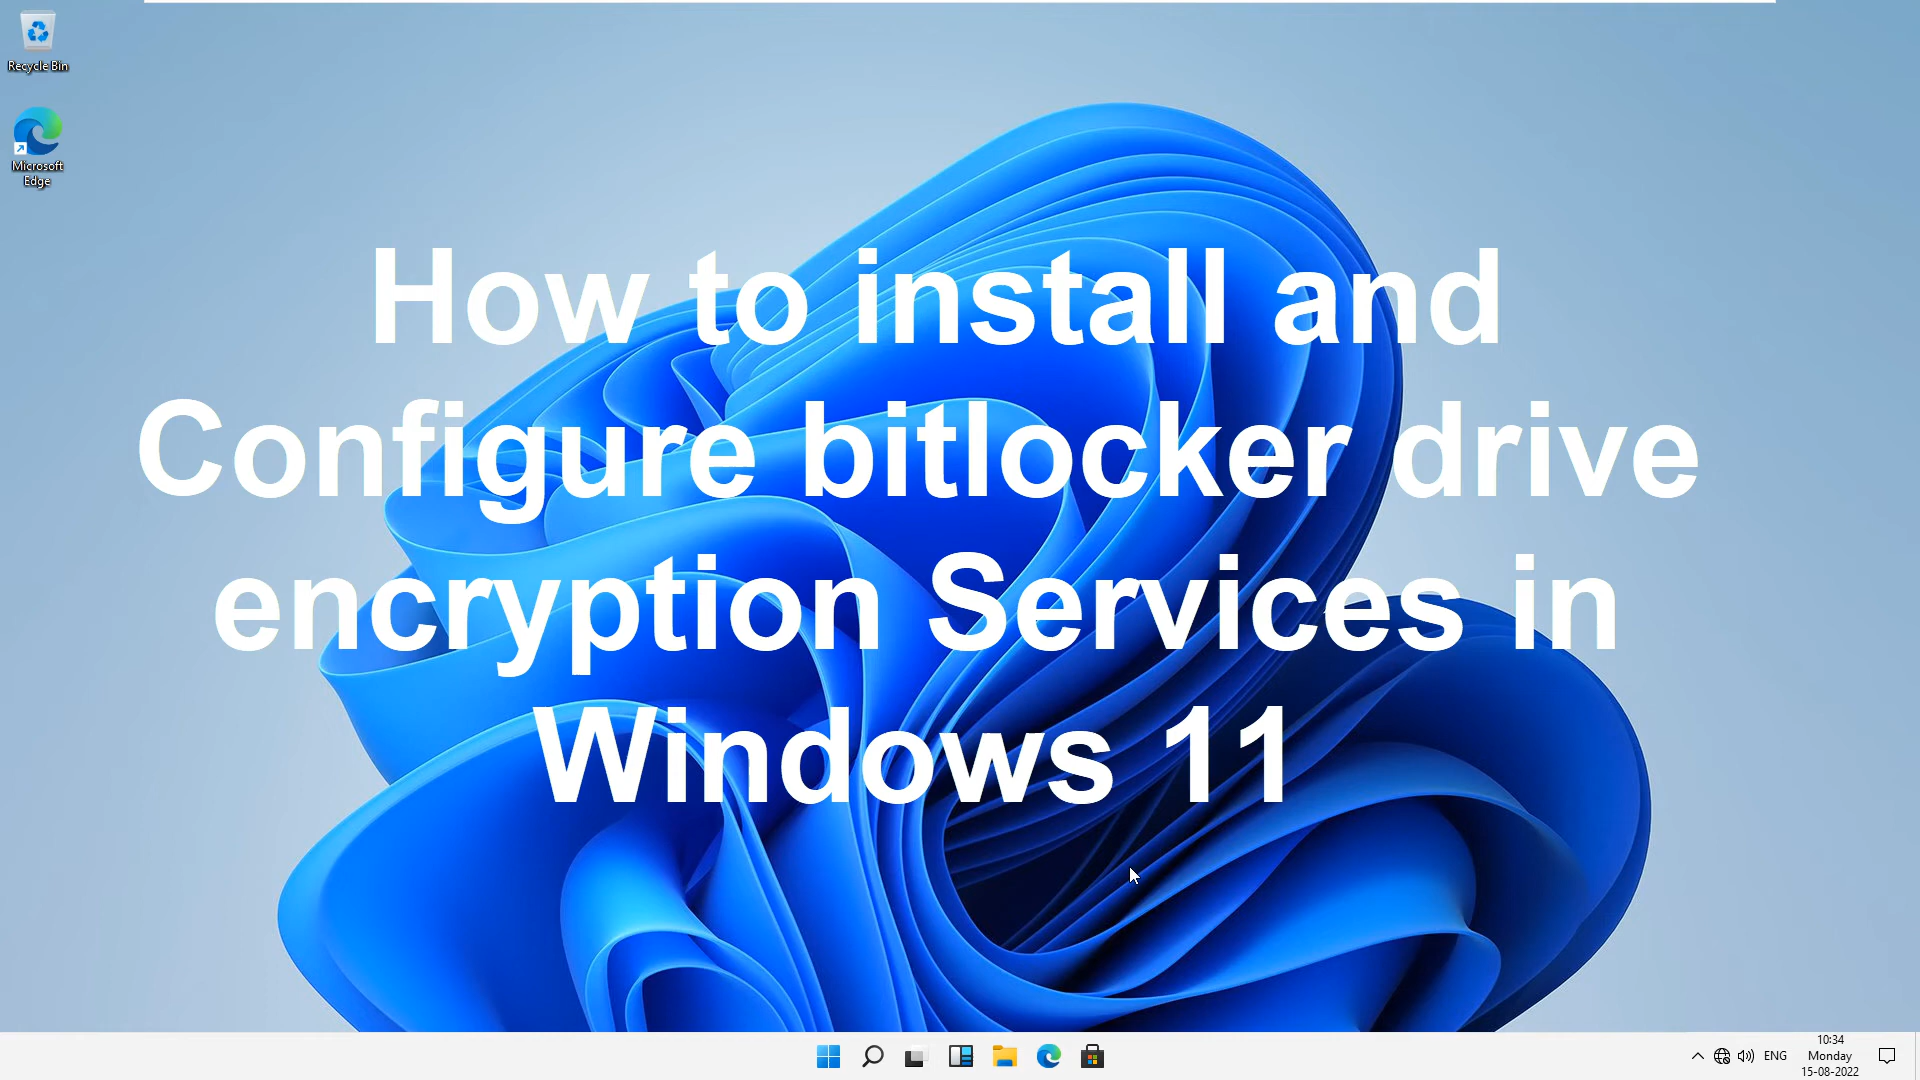 Recycle Bin
Microsoft
Edge
How to install and
Configure bitlocker drive
encryption Services in
Windows 11
ENG
10:34
Monday
15-08-2022